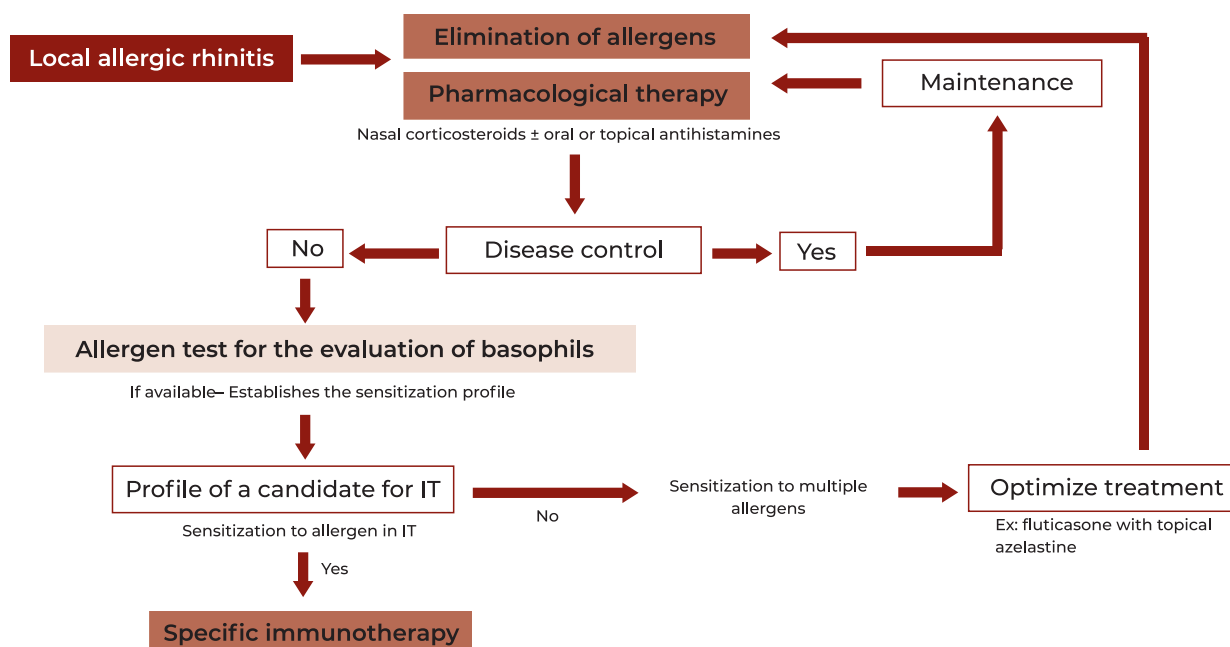 Local allergic rhinitis
Elimination of allergens
Pharmacological therapy
Nasal corticosteroids ± oral or topical antihistamines
Maintenance
No
Disease control
Yes
Allergen test for the evaluation of basophils
If available– Establishes the sensitization profile
Profile of a candidate for IT
Sensitization to allergen in IT
No
Sensitization to multiple
allergens
Optimize treatment
Ex: fluticasone with topical
azelastine
Yes
Specific immunotherapy